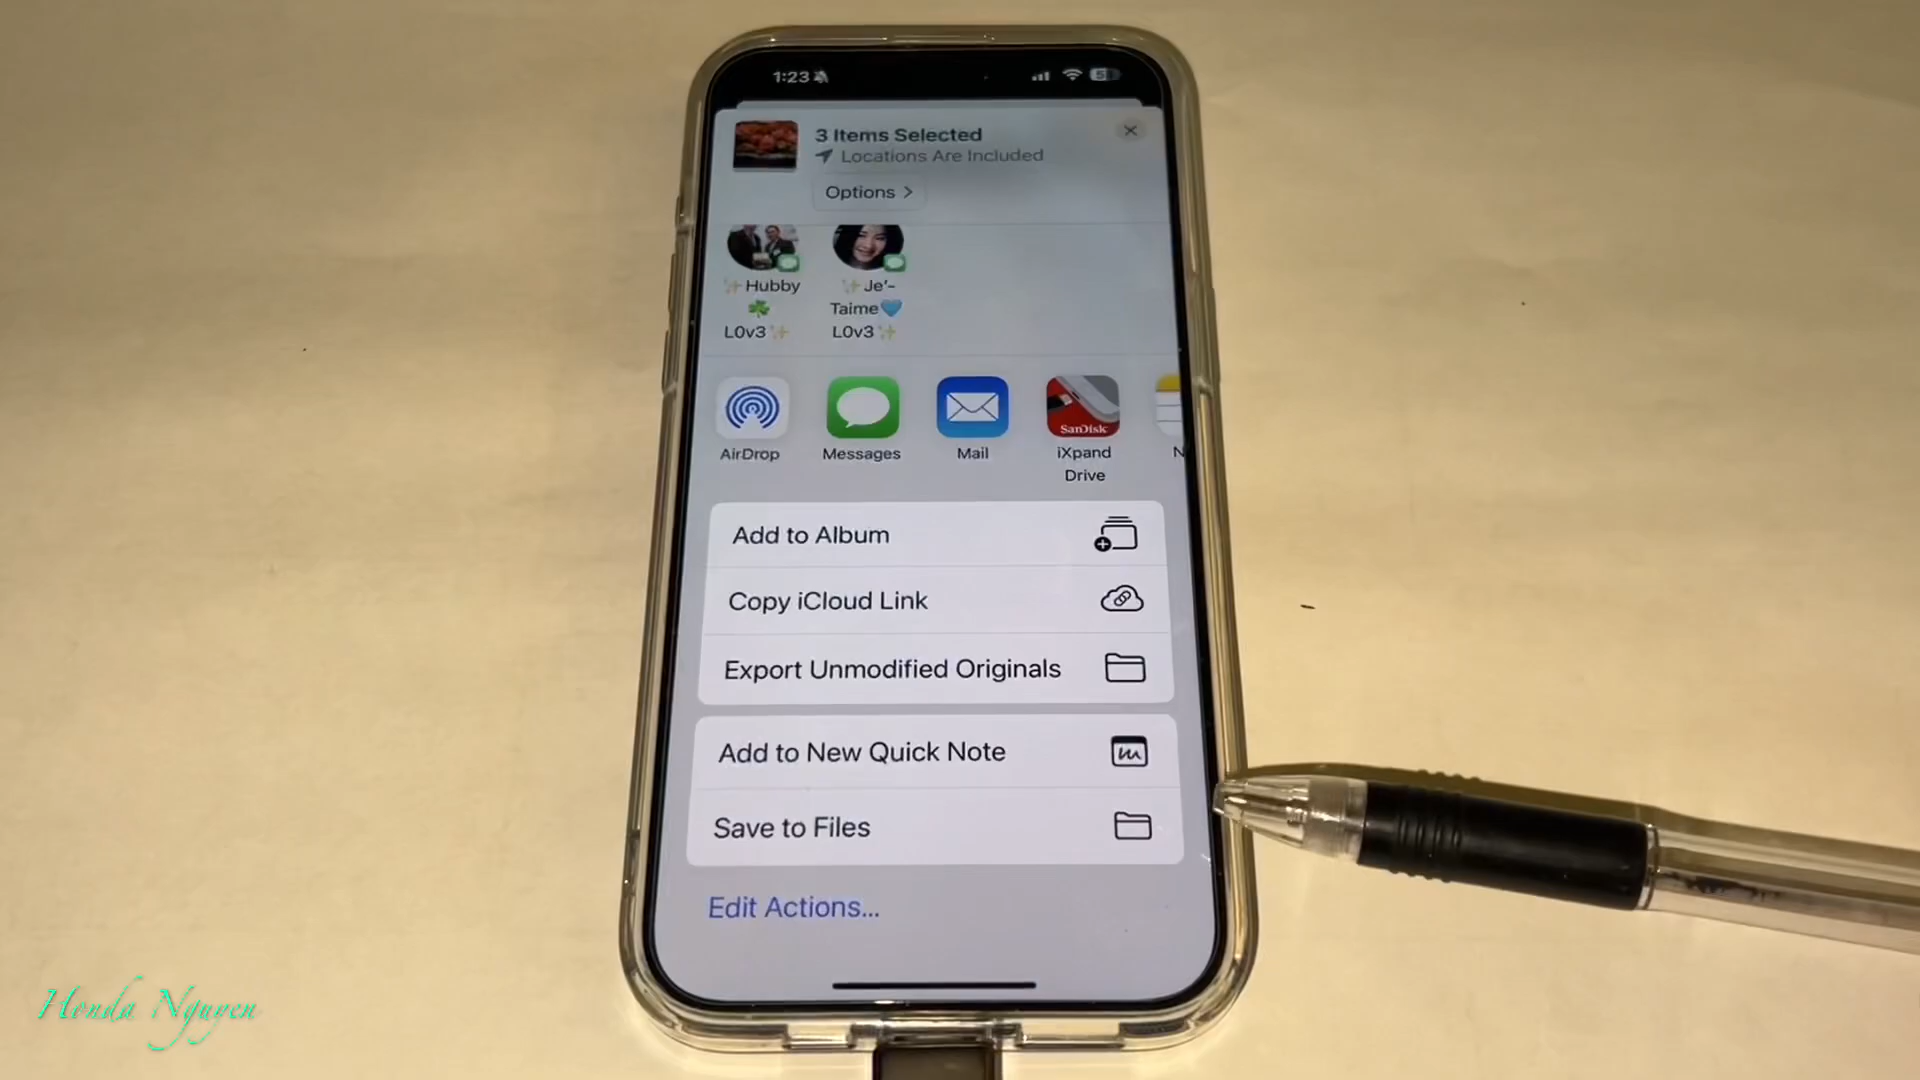 1:23
5
3 Items Selected
Locations Are Included
Options >
✨Hubby
☘️
L0v3✨
✨Je'-
Taime🩵
L0v3✨
SanDisk
AirDrop
Messages
Mail
iXpand
Drive
N
Add to Album
Copy iCloud Link
Export Unmodified Originals
Add to New Quick Note
Save to Files
Edit Actions...
Honda Nguyen